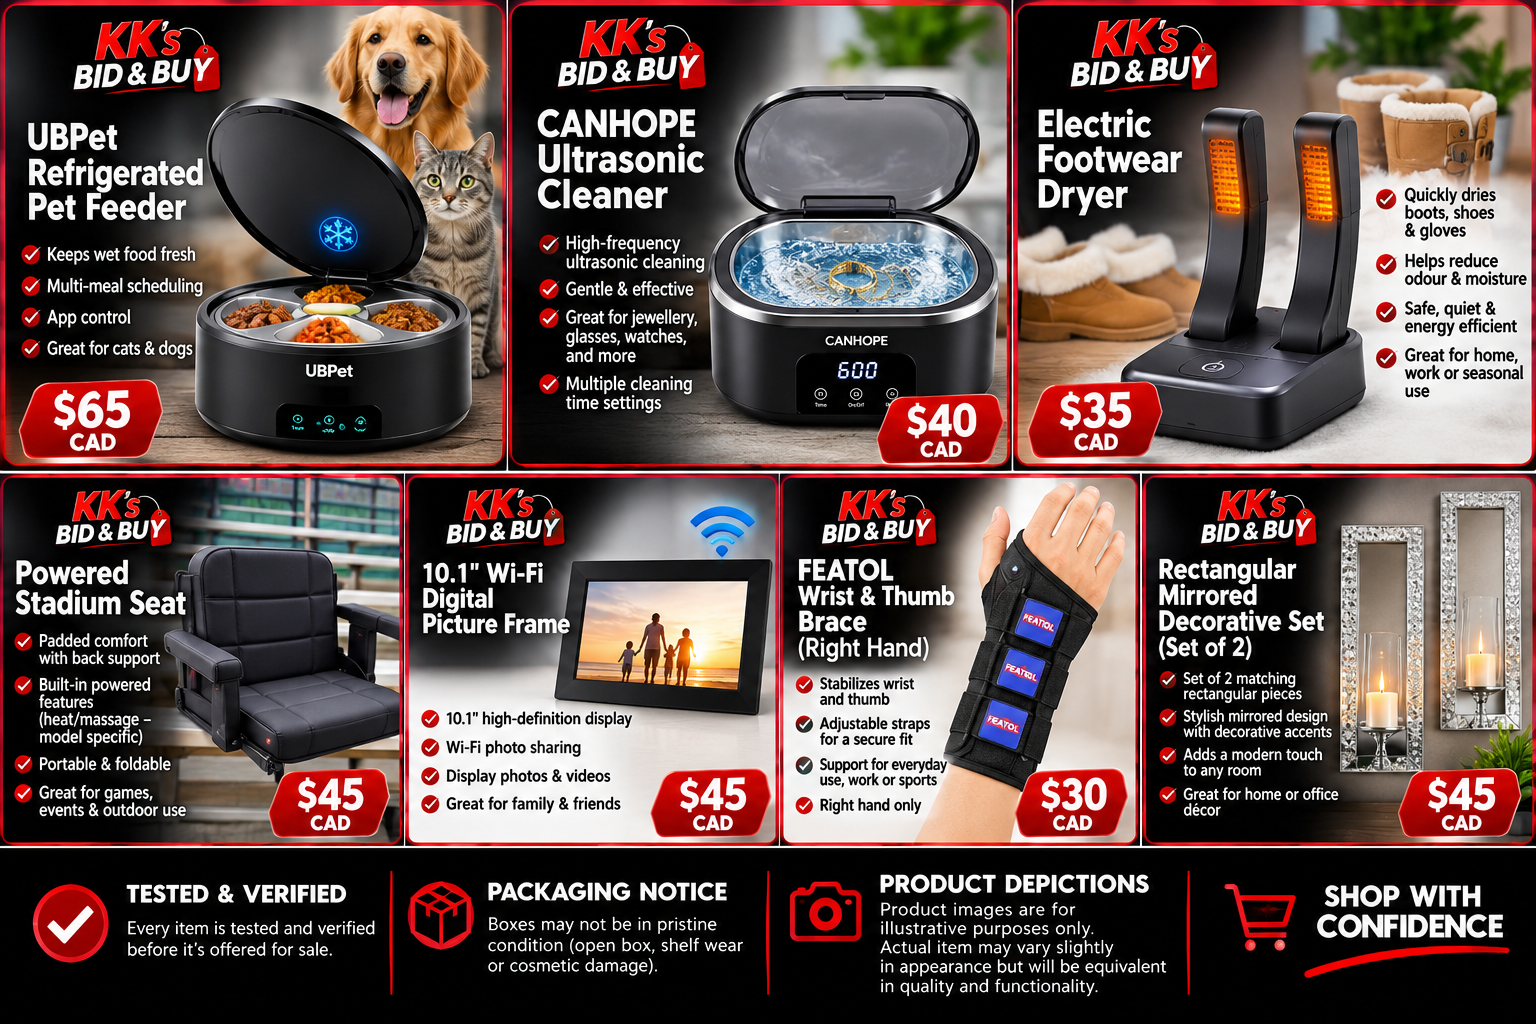 KK's
BID & BUY
UBPet
Refrigerated
Pet Feeder
Keeps wet food fresh
Multi-meal scheduling
App control
Great for cats & dogs
UBPet
$65
CAD
KK's
BID & BUY
CANHOPE
Ultrasonic
Cleaner
High-frequency
ultrasonic cleaning
Gentle & effective
Great for jewellery,
glasses, watches,
and more
Multiple cleaning
time settings
CANHOPE
600
Time
On/Off
$40
CAD
KK's
BID & BUY
Electric
Footwear
Dryer
Quickly dries
boots, shoes
& gloves
Helps reduce
odour & moisture
Safe, quiet &
energy efficient
Great for home,
work or seasonal
use
$35
CAD
KK's
BID & BUY
Powered
Stadium Seat
Padded comfort
with back support
Built-in powered
features
(heat/massage –
model specific)
Portable & foldable
Great for games,
events & outdoor use
$45
CAD
KK's
BID & BUY
10.1" Wi-Fi
Digital
Picture Frame
10.1" high-definition display
Wi-Fi photo sharing
Display photos & videos
Great for family & friends
$45
CAD
KK's
BID & BUY
FEATOL
Wrist & Thumb
Brace
(Right Hand)
Stabilizes wrist
and thumb
Adjustable straps
for a secure fit
Support for everyday
use, work or sports
Right hand only
FEATOL
FEATOL
FEATOL
$30
CAD
KK's
BID & BUY
Rectangular
Mirrored
Decorative Set
(Set of 2)
Set of 2 matching
rectangular pieces
Stylish mirrored design
with decorative accents
Adds a modern touch
to any room
Great for home or office
décor
$45
CAD
TESTED & VERIFIED
Every item is tested and verified
before it's offered for sale.
PACKAGING NOTICE
Boxes may not be in pristine
condition (open box, shelf wear
or cosmetic damage).
PRODUCT DEPICTIONS
Product images are for
illustrative purposes only.
Actual item may vary slightly
in appearance but will be equivalent
in quality and functionality.
SHOP WITH
CONFIDENCE